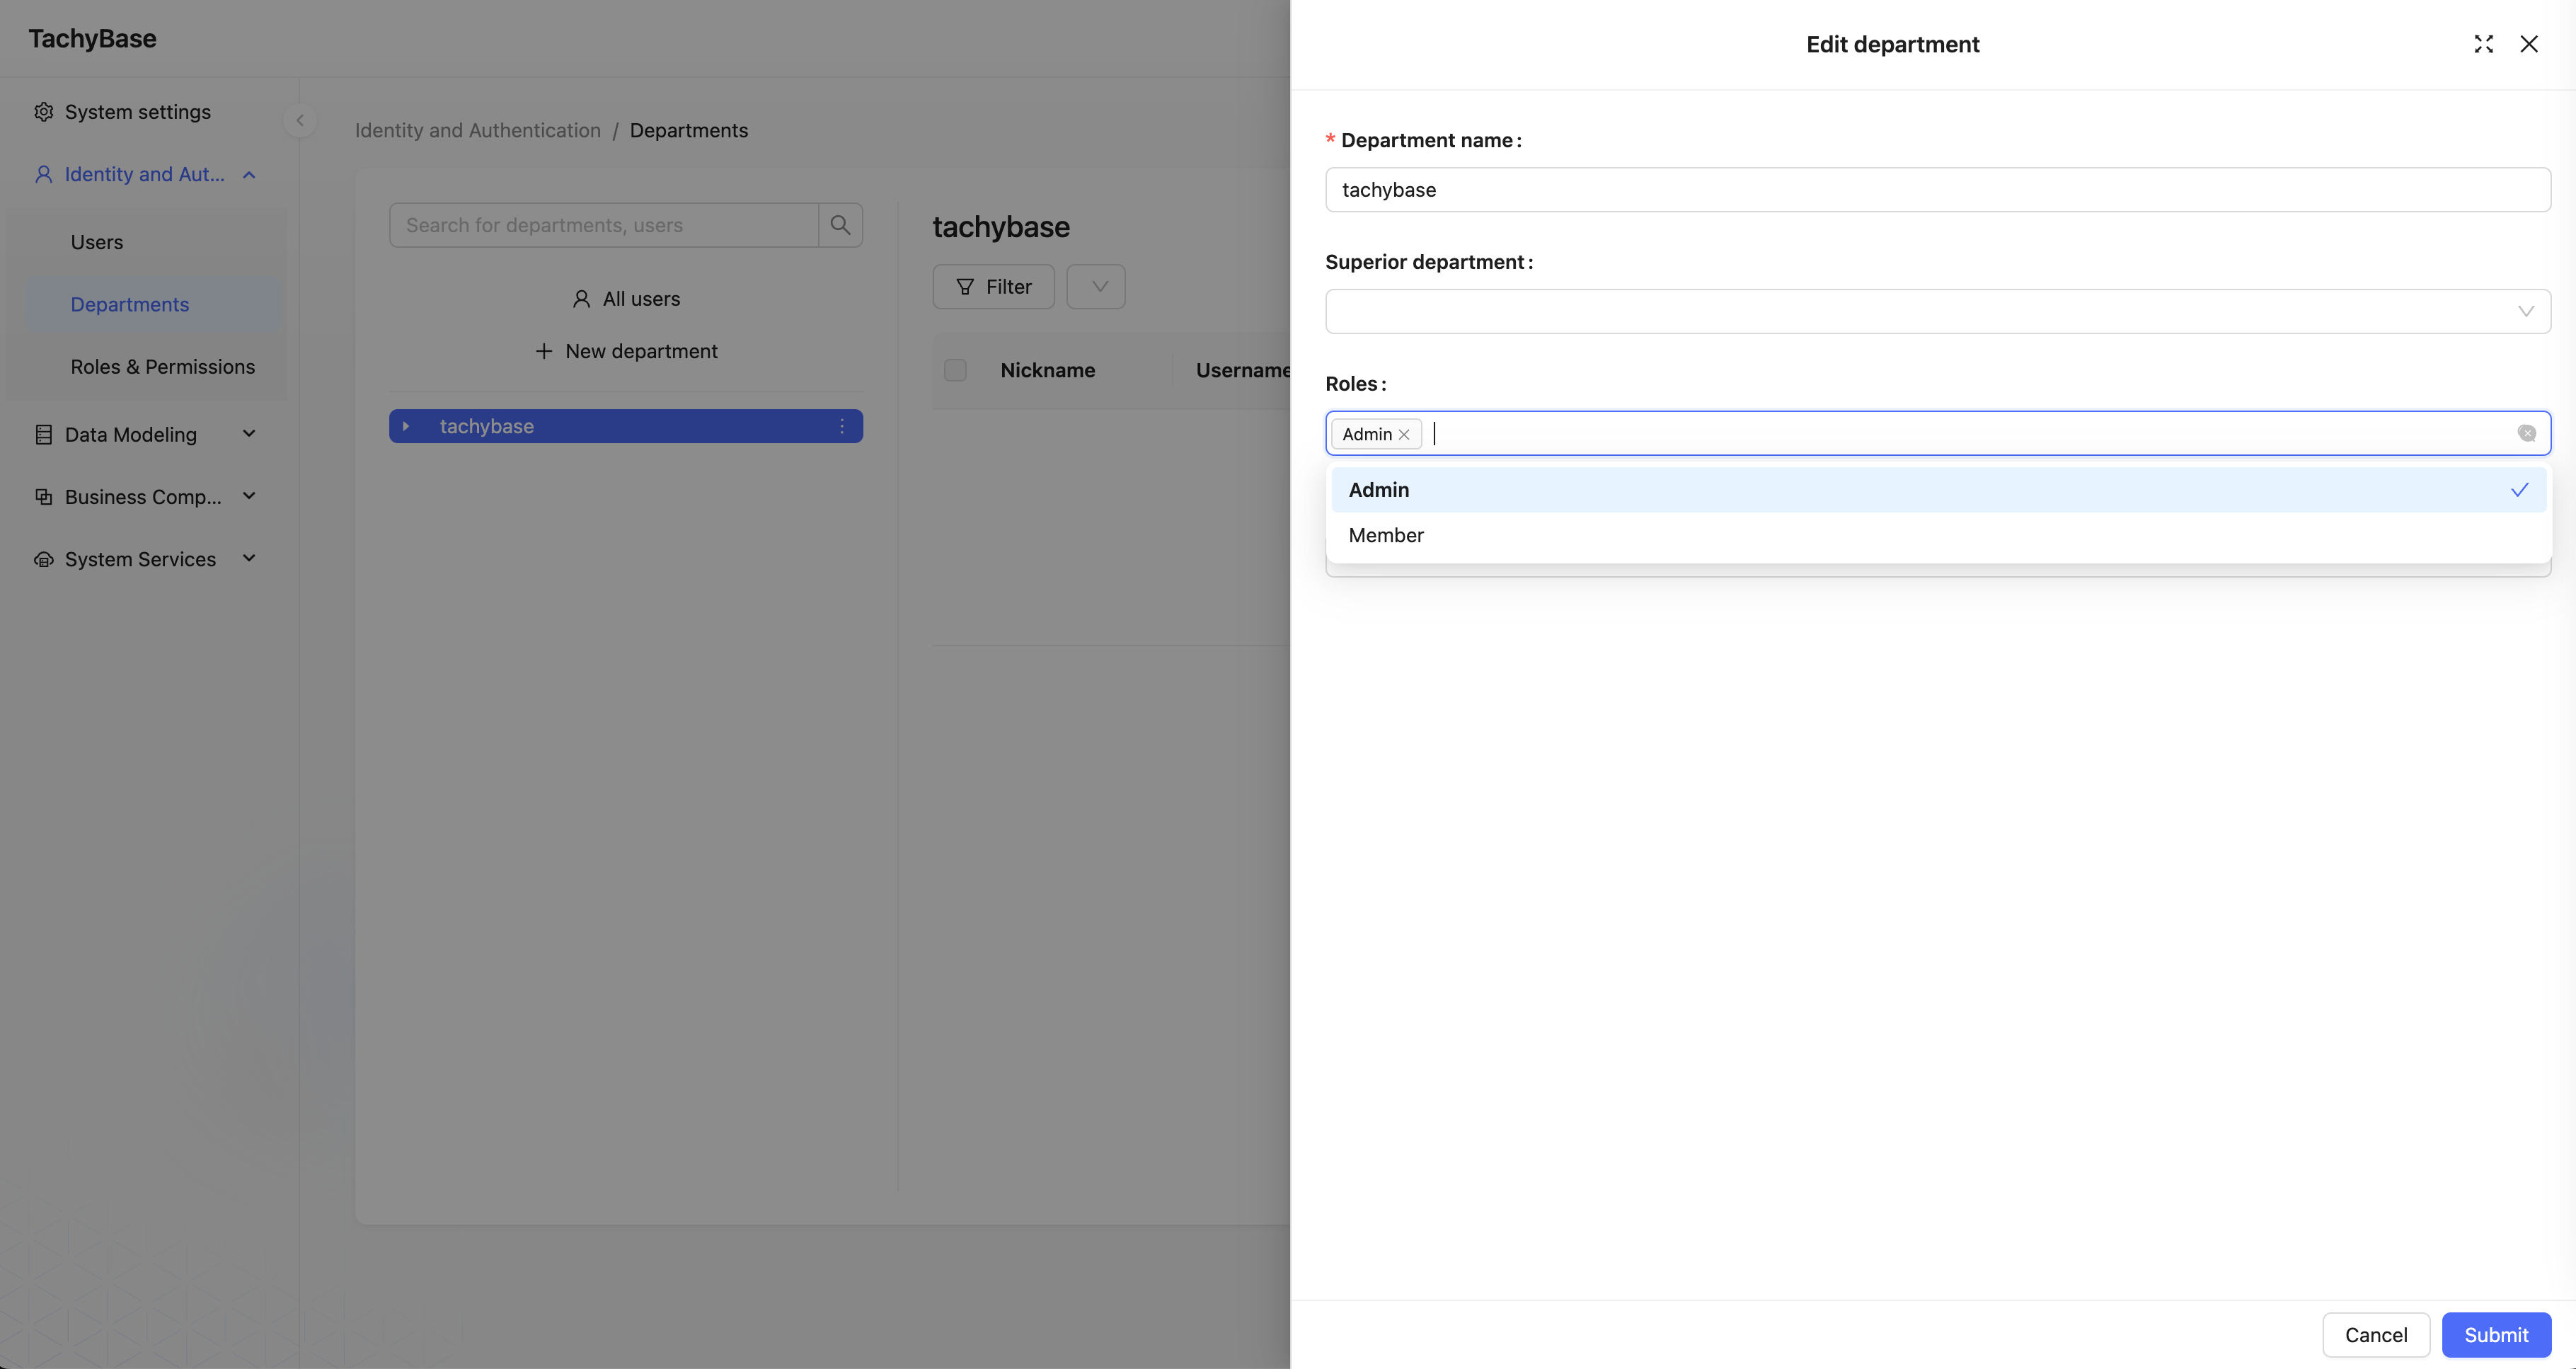 TachyBase
System settings
Identity and Aut...
Users
Departments
Roles & Permissions
Data Modeling
Business Comp...
System Services
Identity and Authentication / Departments
Search for departments, users
All users
New department
tachybase
tachybase
Filter
Nickname
Username
Edit department
* Department name :
tachybase
Superior department :
Roles :
Admin
Admin
Member
Cancel
Submit